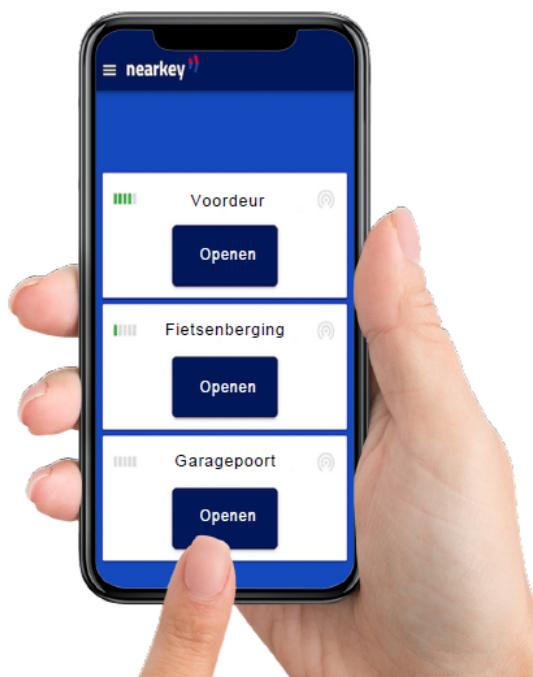 nearkey
Voordeur
Openen
Fietsenberging
Openen
Garagepoort
Openen